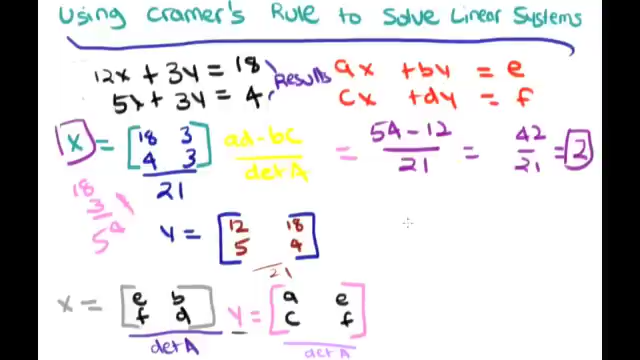 Using Cramer's Rule to Solve Linear Systems
12x + 3y = 18
5x + 3y = 4
Results
ax + by = e
cx + dy = f
x = [18 3
4 3]
21
ad - bc
det A
= 54 - 12
21
= 42
21
= 2
18
3
54
y = [12 18
5 4]
21
x = [e b
f d]
det A
y = [a e
c f]
det A